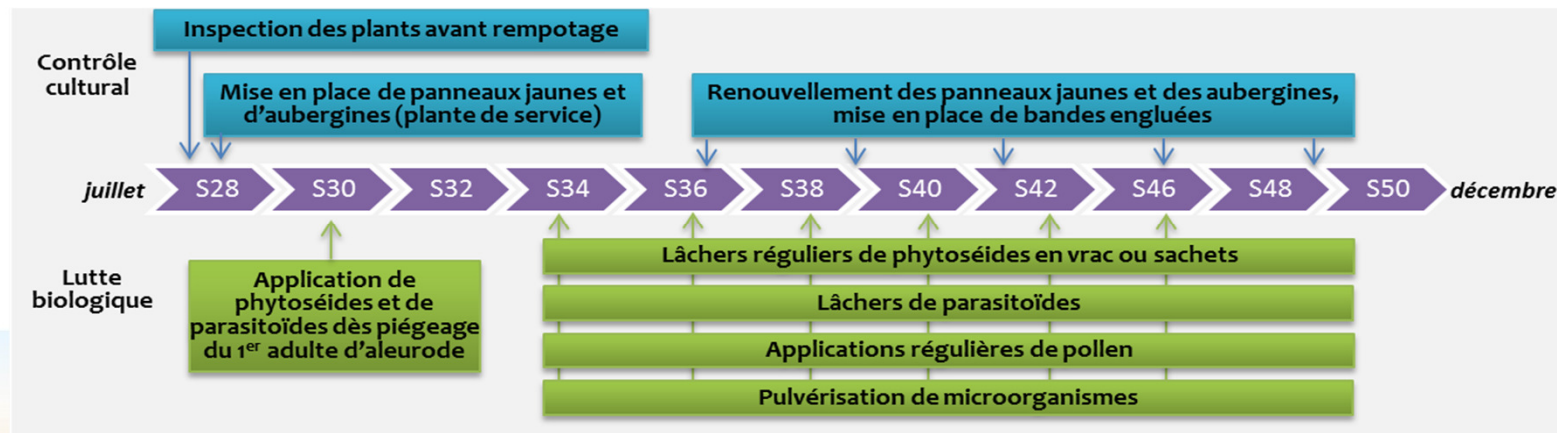 Inspection des plants avant rempotage
Contrôle
cultural
Mise en place de panneaux jaunes et
d'aubergines (plante de service)
Renouvellement des panneaux jaunes et des aubergines,
mise en place de bandes engluées
juillet S28 S30 S32 S34 S36 S38 S40 S42 S46 S48 S50 décembre
Lutte
biologique
Application de
phytoséides et de
parasitoïdes dès piégeage
du 1er adulte d'aleurode
Lâchers réguliers de phytoséides en vrac ou sachets
Lâchers de parasitoïdes
Applications régulières de pollen
Pulvérisation de microorganismes